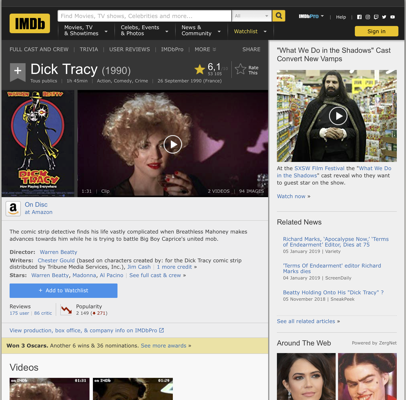 IMDb
Find Movies, TV shows, Celebrities and more...
All
Movies, TV & Showtimes
Celebs, Events & Photos
News & Community
Watchlist
IMDbPro
Help
Sign in
FULL CAST AND CREW | TRIVIA | USER REVIEWS | IMDbPro | MORE
SHARE
+ Dick Tracy (1990)
6,1
Rate This
Tous publics | 1h 45min | Action, Comedy, Crime | 26 September 1990 (France)
WARREN BEATTY
DICK TRACY
Now Playing Everywhere
1:31 | Clip
2 VIDEOS | 94 IMAGES
On Disc
at Amazon
The comic strip detective finds his life vastly complicated when Breathless Mahoney makes
advances towards him while he is trying to battle Big Boy Caprice's united mob.
Director: Warren Beatty
Writers: Chester Gould (based on characters created by: for the Dick Tracy comic strip
distributed by Tribune Media Services, Inc.), Jim Cash | 1 more credit »
Stars: Warren Beatty, Madonna, Al Pacino | See full cast & crew »
+ Add to Watchlist
Reviews
175 user | 86 critic
Popularity
2 149 (271)
View production, box office, & company info on IMDbPro
Won 3 Oscars. Another 6 wins & 36 nominations. See more awards »
Videos
"What We Do in the Shadows" Cast
Convert New Vamps
At the SXSW Film Festival the "What We Do
in the Shadows" cast reveal who they want
to guest star on the show.
Watch now »
Related News
Richard Marks, 'Apocalypse Now,' 'Terms
of Endearment' Editor, Dies at 75
05 January 2019 | Variety
'Terms Of Endearment' editor Richard
Marks dies
04 January 2019 | ScreenDaily
Beatty Holding Onto His "Dick Tracy" ?
05 November 2018 | SneakPeek
See all related articles »
Around The Web
Powered by ZergNet